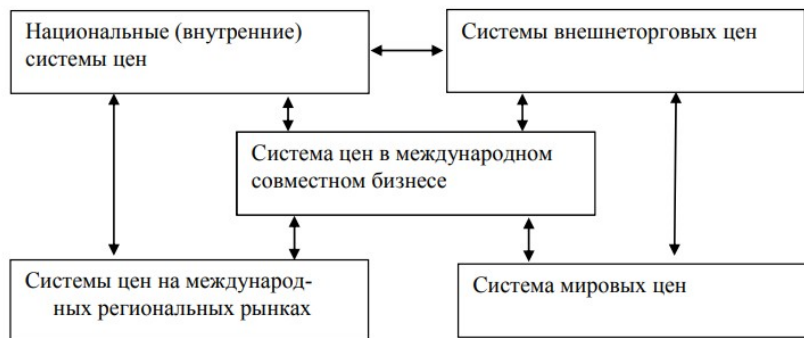 Национальные (внутренние)
системы цен
Системы внешнеторговых цен
Система цен в международном
совместном бизнесе
Системы цен на международ-
ных региональных рынках
Система мировых цен